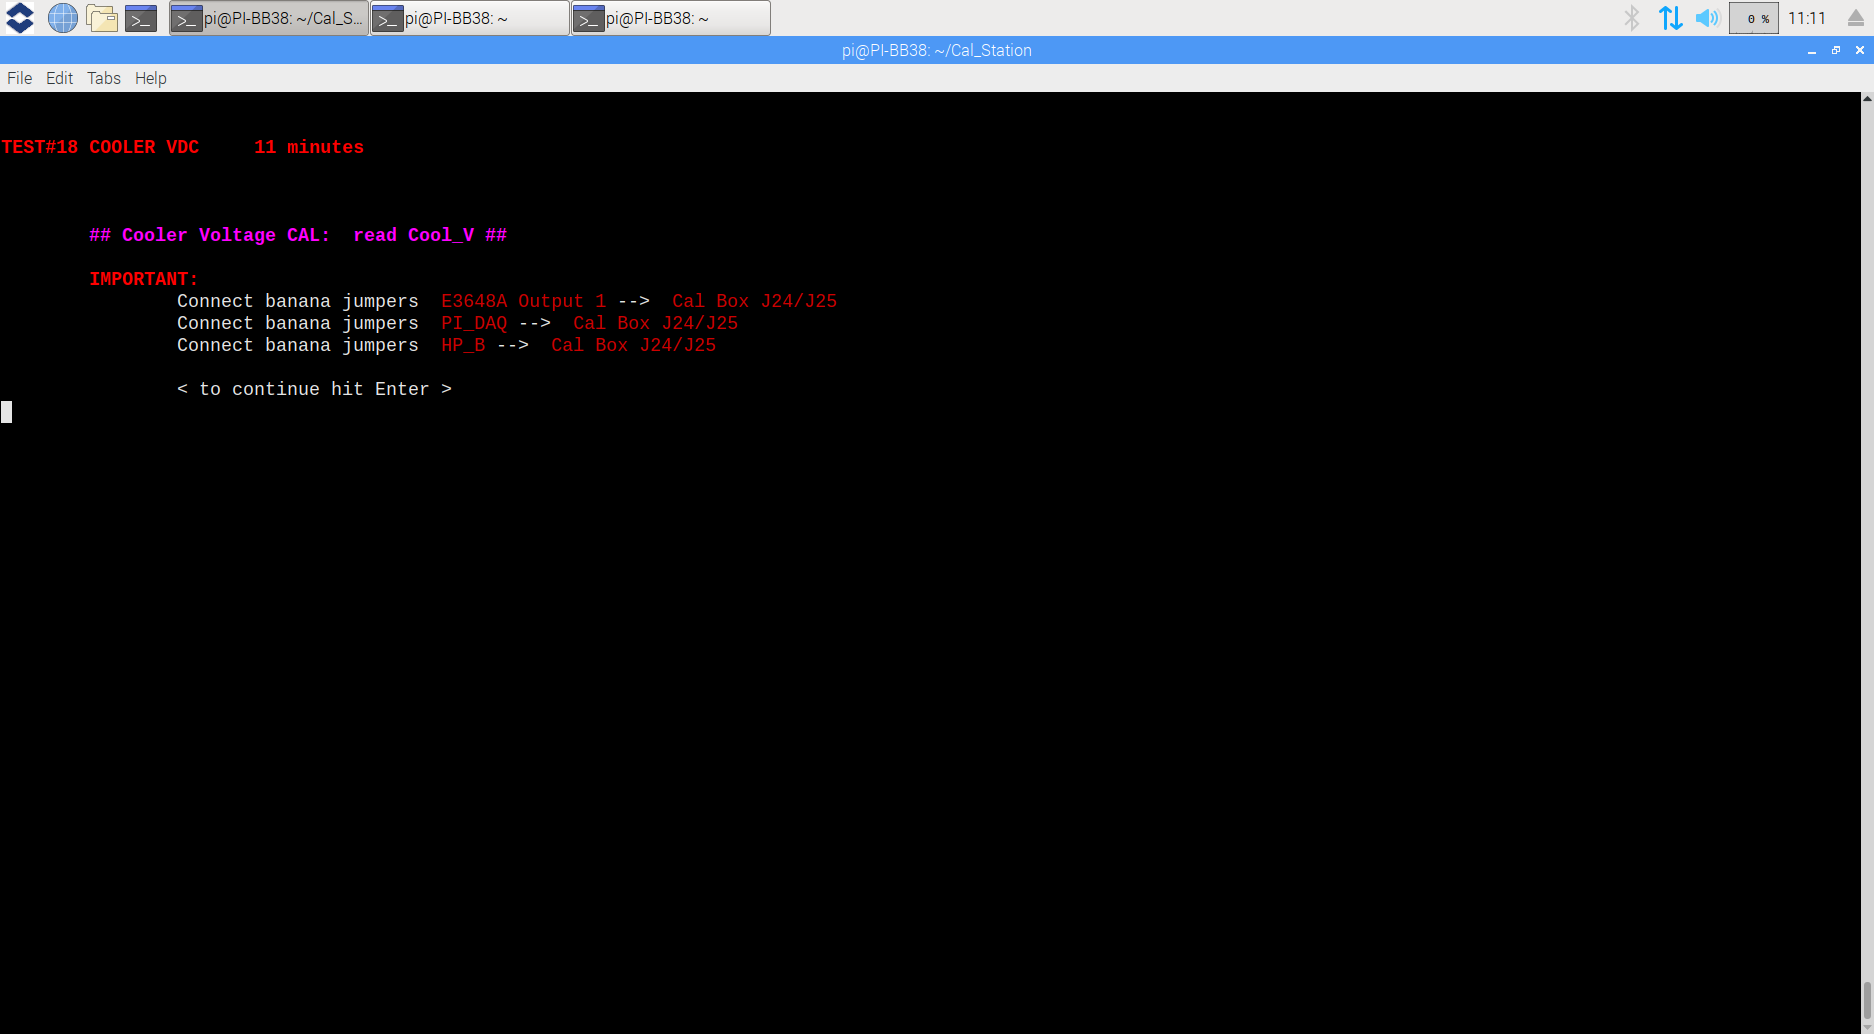 pi@PI-BB38: ~/Cal_S... pi@PI-BB38: ~ pi@PI-BB38: ~ 0 % 11:11
pi@PI-BB38: ~/Cal_Station
File Edit Tabs Help
TEST#18 COOLER VDC     11 minutes
## Cooler Voltage CAL:  read Cool_V ##
IMPORTANT:
Connect banana jumpers  E3648A Output 1 -->  Cal Box J24/J25
Connect banana jumpers  PI_DAQ -->  Cal Box J24/J25
Connect banana jumpers  HP_B -->  Cal Box J24/J25
< to continue hit Enter >